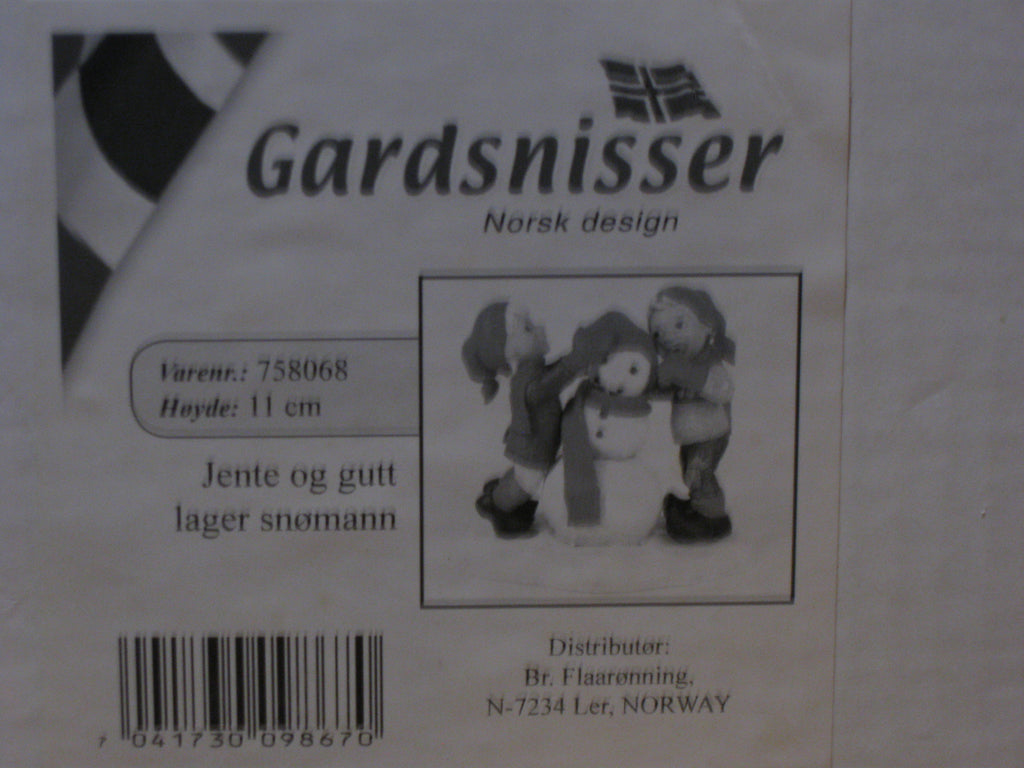 Gardsnisser
Norsk design
Varenr.: 758068
Høyde: 11 cm
Jente og gutt
lager snømann
7 041730 098670
Distributør:
Br. Flaarønning,
N-7234 Ler, NORWAY